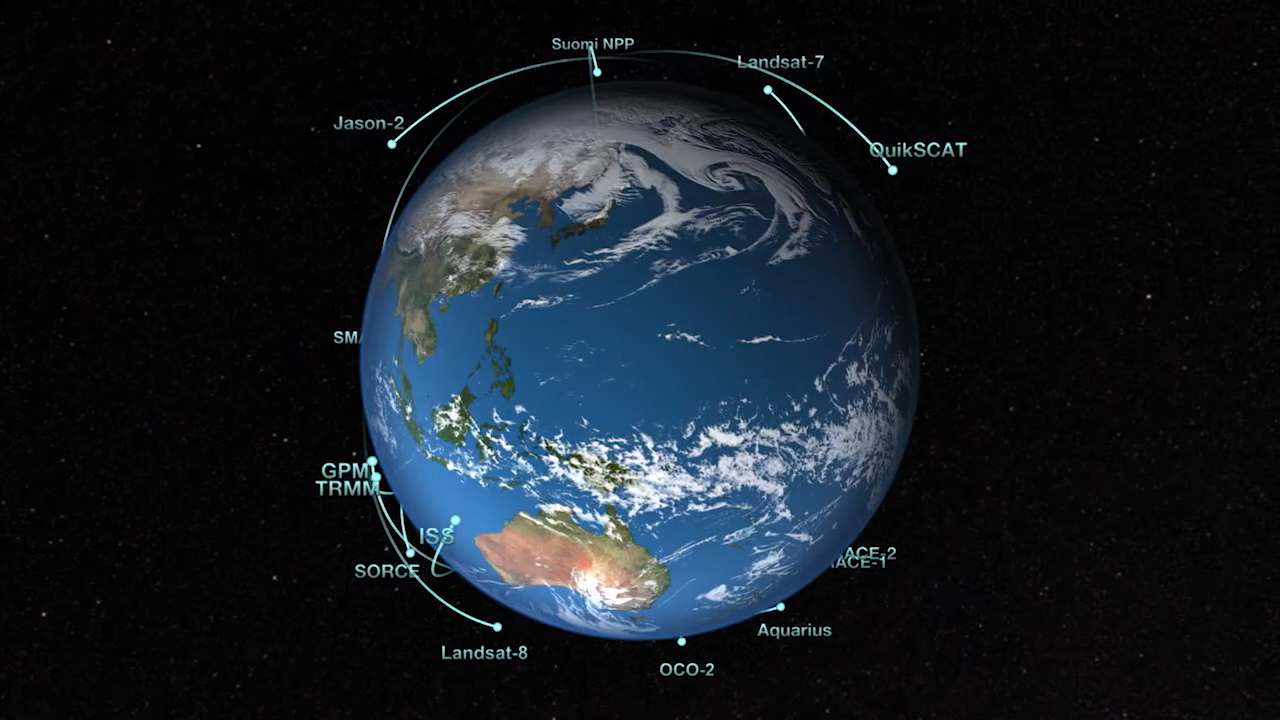 Suomi NPP
Landsat-7
Jason-2
QuikSCAT
GPM
TRMM
ISS
SORCE
Aquarius
Landsat-8
OCO-2